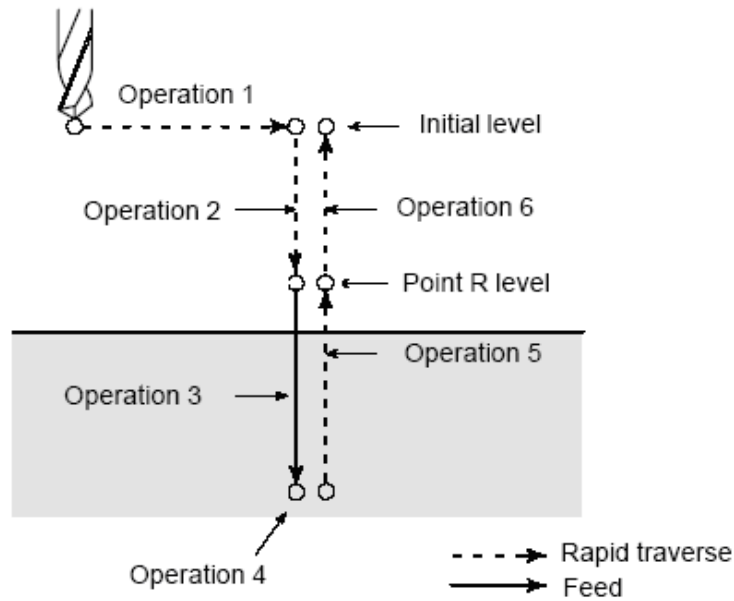 Operation 1
Initial level
Operation 2
Operation 6
Point R level
Operation 5
Operation 3
Operation 4
Rapid traverse
Feed